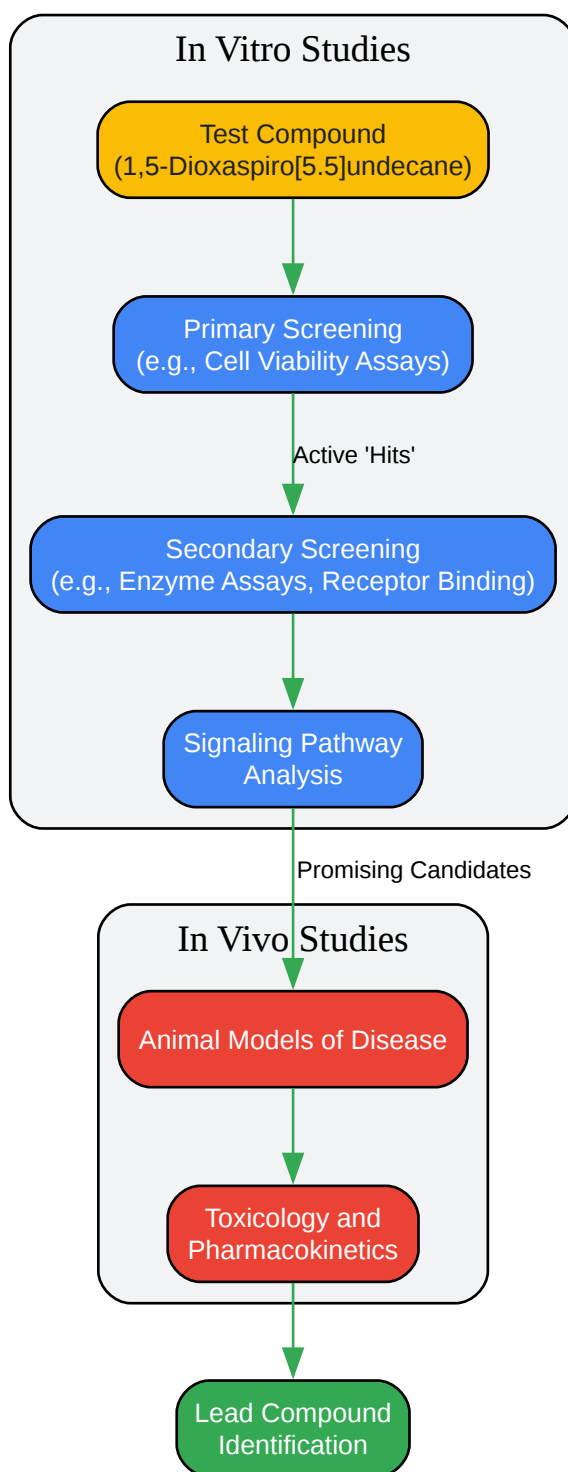 In Vitro Studies
Test Compound
(1,5-Dioxaspiro[5.5]undecane)
Primary Screening
(e.g., Cell Viability Assays)
Active 'Hits'
Secondary Screening
(e.g., Enzyme Assays, Receptor Binding)
Signaling Pathway
Analysis
Promising Candidates
In Vivo Studies
Animal Models of Disease
Toxicology and
Pharmacokinetics
Lead Compound
Identification